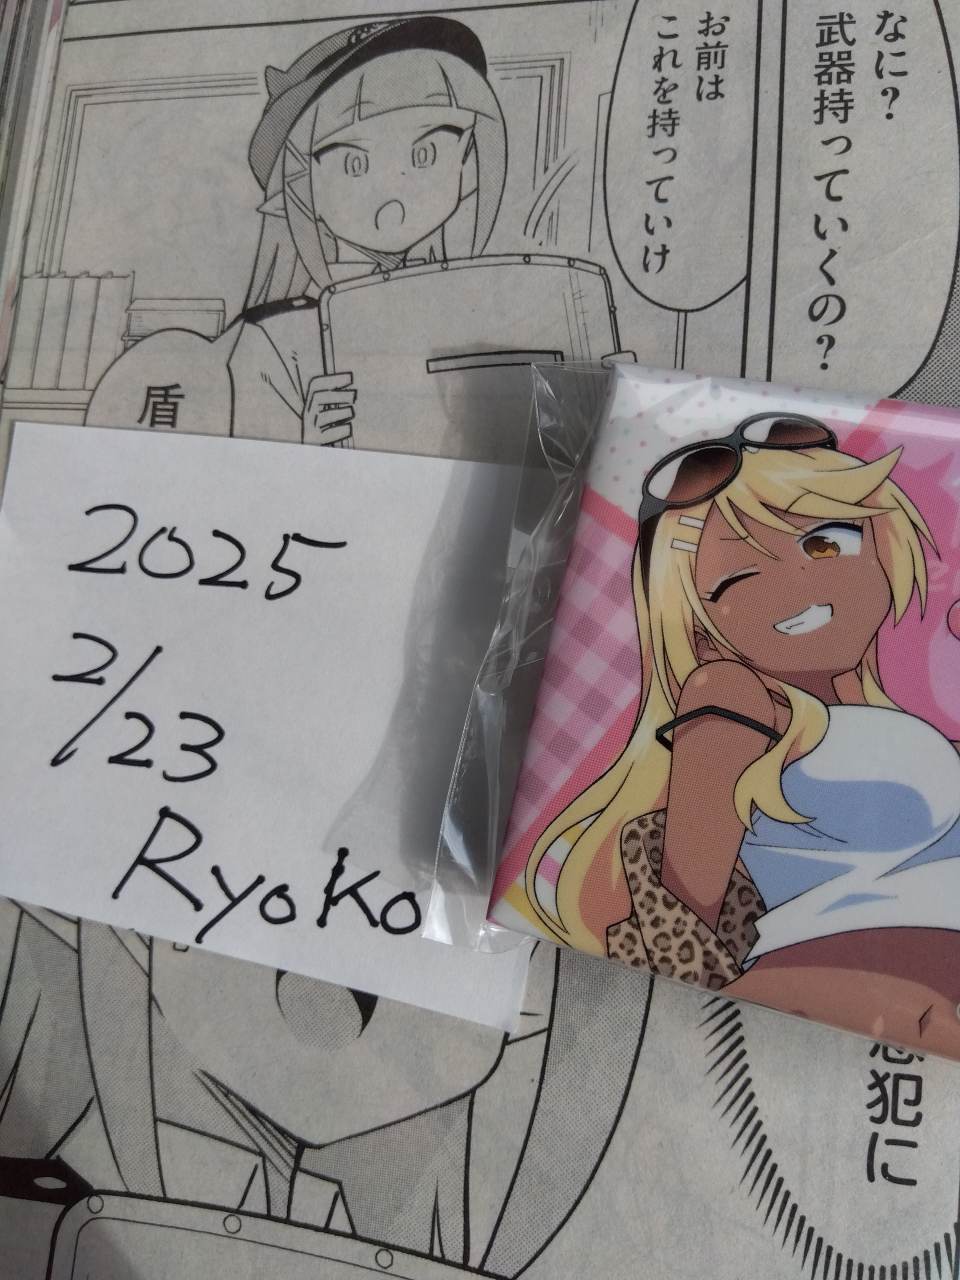 なに?
武器持っていくの?
お前は
これを持っていけ
盾
2025
2/23
Ryoko
犯に